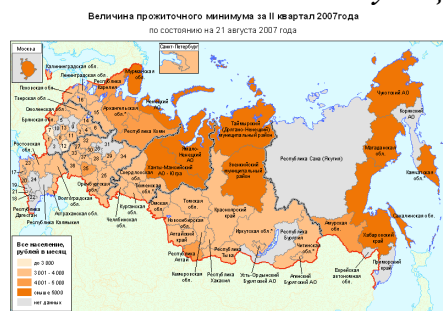 Величина прожиточного минимума за II квартал 2007года
по состоянию на 21 августа 2007 года
Москва
Санкт-Петербург
Калининградская обл.
Ленинградская обл.
Мурманская
обл.
Республика
Карелия
Псковская обл.
Тверская обл.
Смоленская
обл.
Брянская обл.
Архангельская
обл.
Ненецкий
АО
Республика Коми
Ростовская
обл.
Ямало-
Ненецкий
АО
Таймырский
(Долгано-Ненецкий)
муниципальный
район
Эвенкийский
муниципальный
район
Республика Саха (Якутия)
Чукотский АО
Корякский
АО
Магаданская
обл.
Камчатская
обл.
Ханты-Мансийский
АО - Югра
Свердловская
обл.
Тюменская
обл.
Томская
обл.
Красноярский
край
Оренбургская
обл.
Курганская
обл.
Омская
обл.
Челябинская
обл.
Волгоградская
обл.
Астраханская обл.
Республика Калмыкия
Республика
Дагестан
Новосибирская
обл.
Алтайский
край
Республика
Алтай
Кемеровская
обл.
Республика
Хакасия
Республика
Тыва
Иркутская обл.
Усть-Ордынский
Бурятский АО
Республика
Бурятия
Агинский
Бурятский АО
Читинская
обл.
Амурская
обл.
Хабаровский
край
Сахалинская обл.
Еврейская
автономная
обл.
Приморский
край
Все население,
рублей в месяц
до 3 000
3 001 - 4 000
4 001 - 5 000
свыше 5 000
нет данных